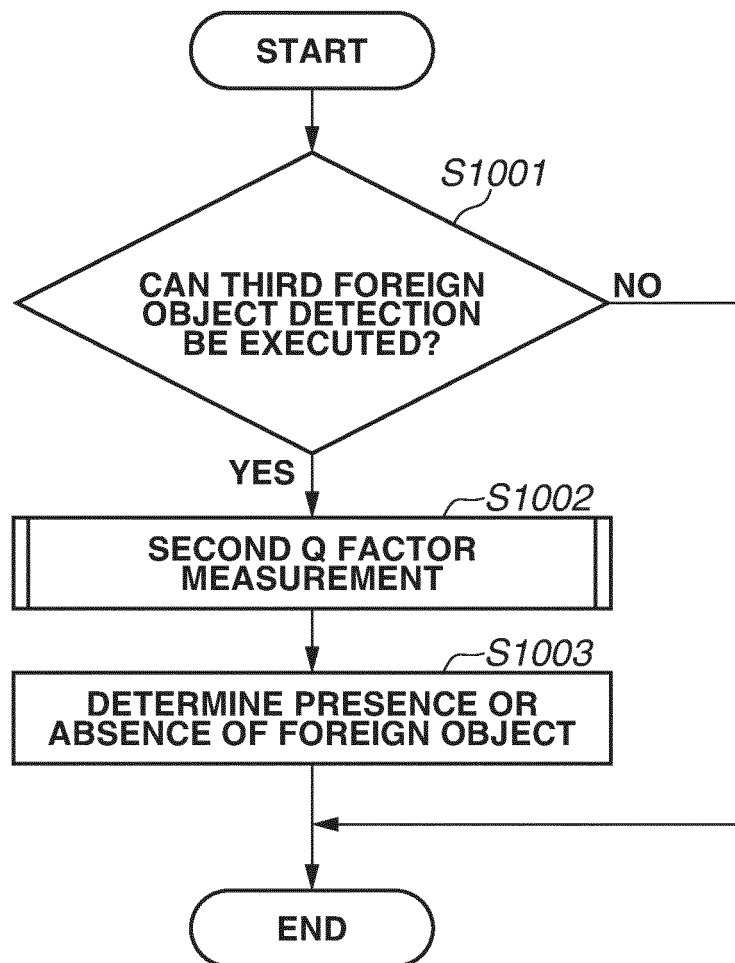 START
S1001
CAN THIRD FOREIGN
OBJECT DETECTION
BE EXECUTED?
NO
YES
S1002
SECOND Q FACTOR
MEASUREMENT
S1003
DETERMINE PRESENCE OR
ABSENCE OF FOREIGN OBJECT
END